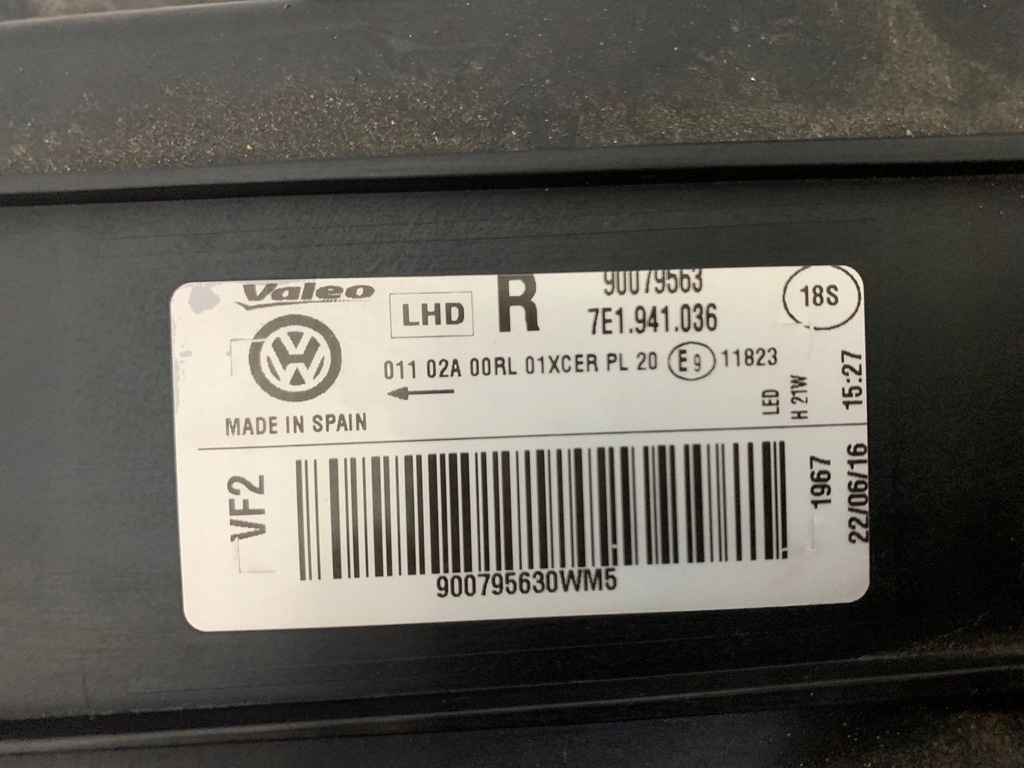 Valeo
LHD
R
90079563
7E1.941.036
18S
011 02A 00RL 01XCER PL 20 E9 11823
MADE IN SPAIN
LED
H 21W
15:27
VF2
1967
22/06/16
900795630WM5